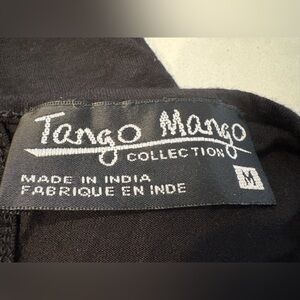 Tango Mango
COLLECTION
MADE IN INDIA
FABRIQUE EN INDE
M